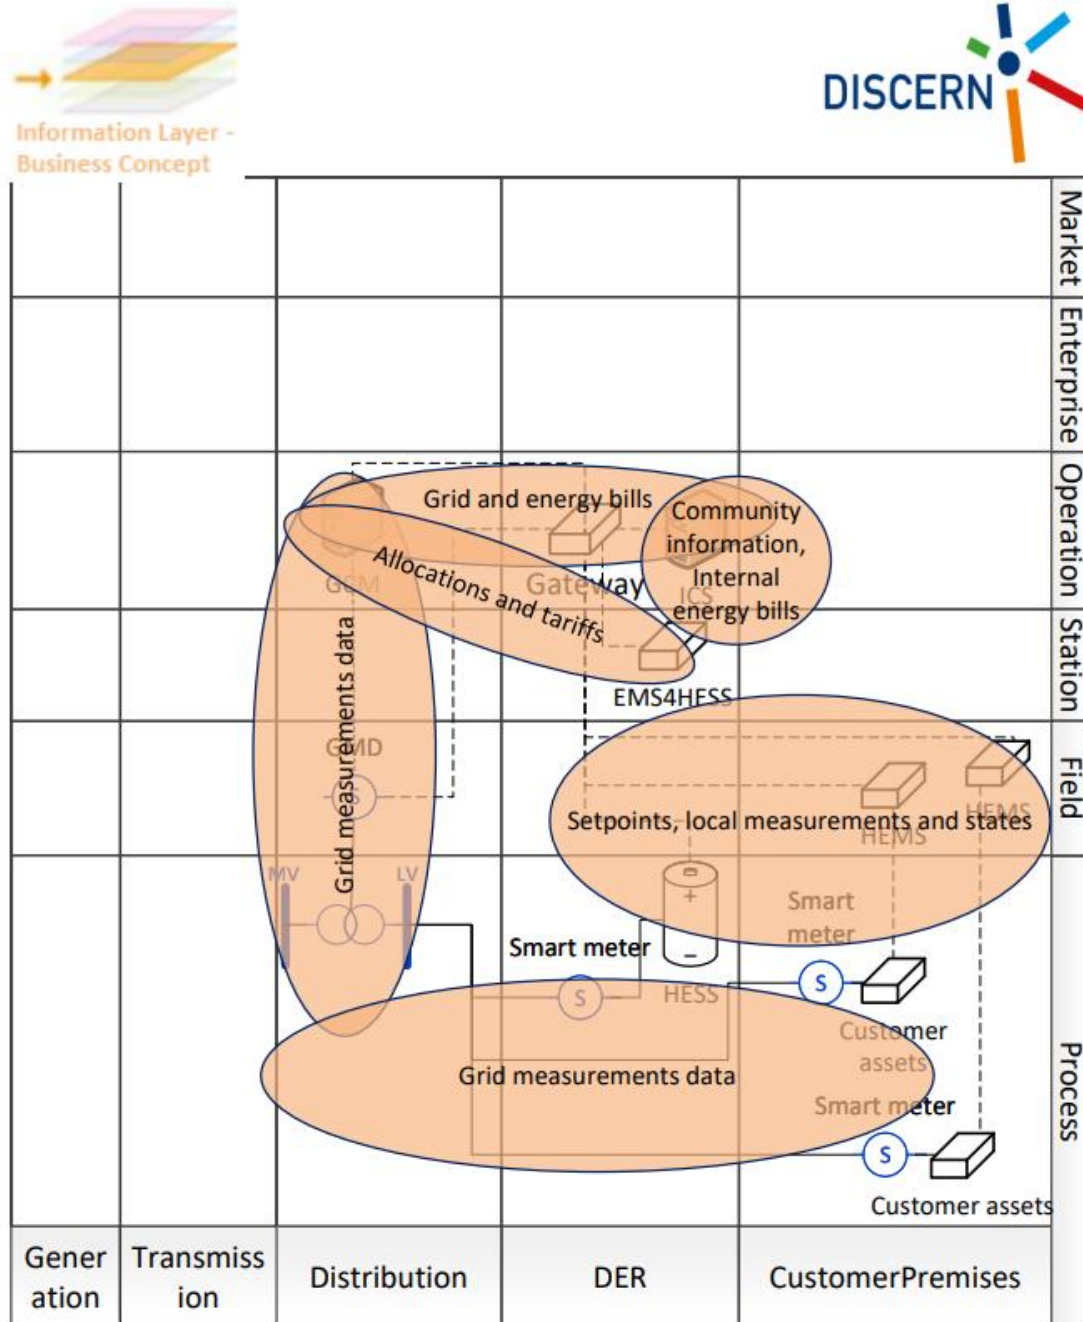 Information Layer -
Business Concept
DISCERN
Market
Enterprise
Operation
Station
Field
Process
Grid and energy bills
Community
information,
Internal
energy bills
Allocations and tariffs
GCM
Gateway
ICS
EMS4HESS
Grid measurements data
GMD
S
HEMS
HEMS
Setpoints, local measurements and states
MV
LV
+
Smart
meter
Smart meter
S
HESS
S
Customer
assets
Grid measurements data
Smart meter
S
Customer assets
Gener
ation
Transmiss
ion
Distribution
DER
CustomerPremises